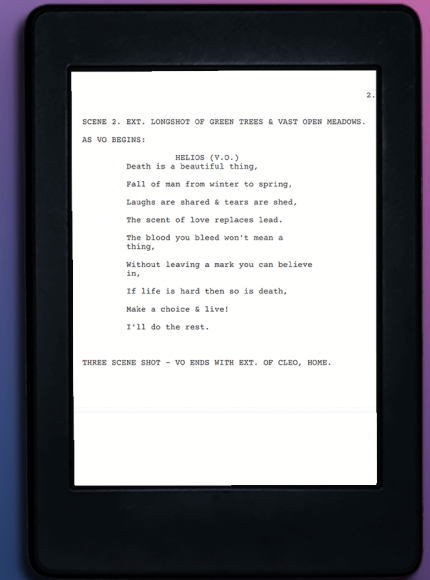 2.
SCENE 2. EXT. LONGSHOT OF GREEN TREES & VAST OPEN MEADOWS.
AS VO BEGINS:
HELIOS (V.O.)
Death is a beautiful thing,
Fall of man from winter to spring,
Laughs are shared & tears are shed,
The scent of love replaces lead.
The blood you bleed won't mean a
thing,
Without leaving a mark you can believe
in,
If life is hard then so is death,
Make a choice & live!
I'll do the rest.
THREE SCENE SHOT - VO ENDS WITH EXT. OF CLEO, HOME.